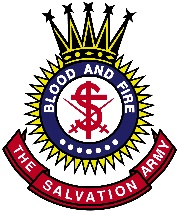 BLOOD AND FIRE
S
THE SALVATION ARMY